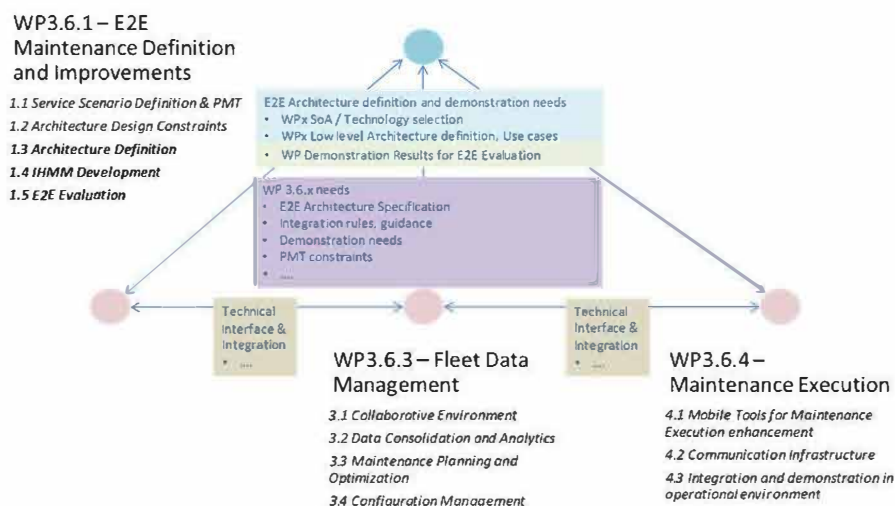 WP3.6.1 – E2E
Maintenance Definition
and Improvements
1.1 Service Scenario Definition & PMT
1.2 Architecture Design Constraints
1.3 Architecture Definition
1.4 IHMM Development
1.5 E2E Evaluation
E2E Architecture definition and demonstration needs
• WPx SoA / Technology selection
• WPx Low level Architecture definition, Use cases
• WP Demonstration Results for E2E Evaluation
WP 3.6.x needs
• E2E Architecture Specification
• Integration rules, guidance
• Demonstration needs
• PMT constraints
• ....
Technical
Interface &
Integration
• ....
Technical
Interface &
Integration
• ....
WP3.6.3 – Fleet Data
Management
3.1 Collaborative Environment
3.2 Data Consolidation and Analytics
3.3 Maintenance Planning and
Optimization
3.4 Configuration Management
WP3.6.4 –
Maintenance Execution
4.1 Mobile Tools for Maintenance
Execution enhancement
4.2 Communication Infrastructure
4.3 Integration and demonstration in
operational environment